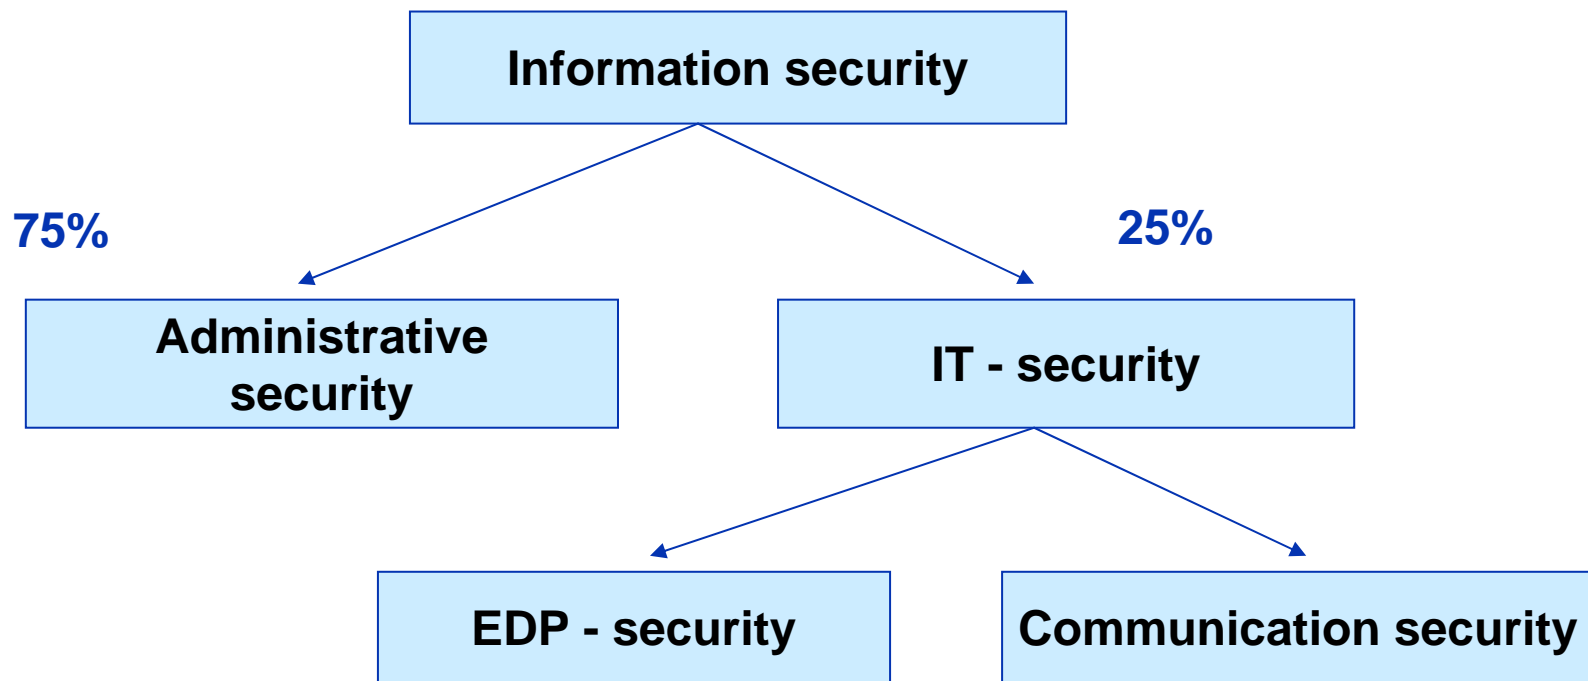 Information security
75%
25%
Administrative
security
IT - security
EDP - security
Communication security